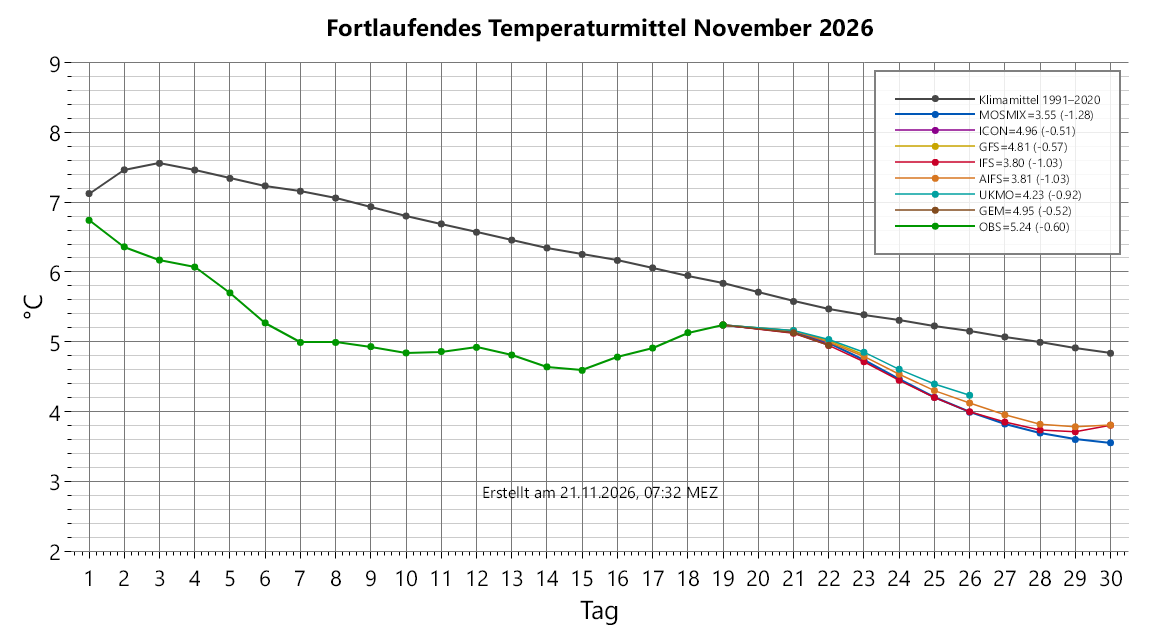 Fortlaufendes Temperaturmittel November 2026
9
8
7
6
5
4
3
2
°C
Klimamittel 1991–2020
MOSMIX=3.55 (-1.28)
ICON=4.96 (-0.51)
GFS=4.81 (-0.57)
IFS=3.80 (-1.03)
AIFS=3.81 (-1.03)
UKMO=4.23 (-0.92)
GEM=4.95 (-0.52)
OBS=5.24 (-0.60)
Erstellt am 21.11.2026, 07:32 MEZ
1 2 3 4 5 6 7 8 9 10 11 12 13 14 15 16 17 18 19 20 21 22 23 24 25 26 27 28 29 30
Tag